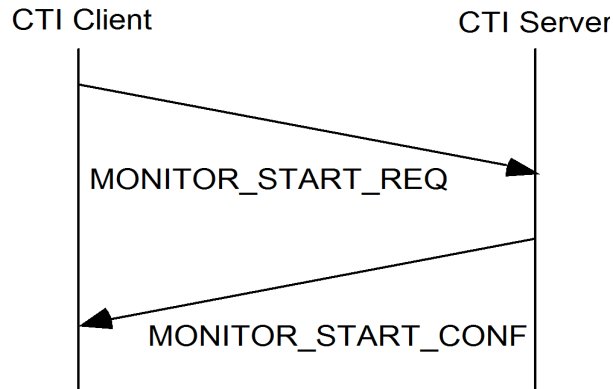 CTI Client
CTI Server
MONITOR_START_REQ
MONITOR_START_CONF